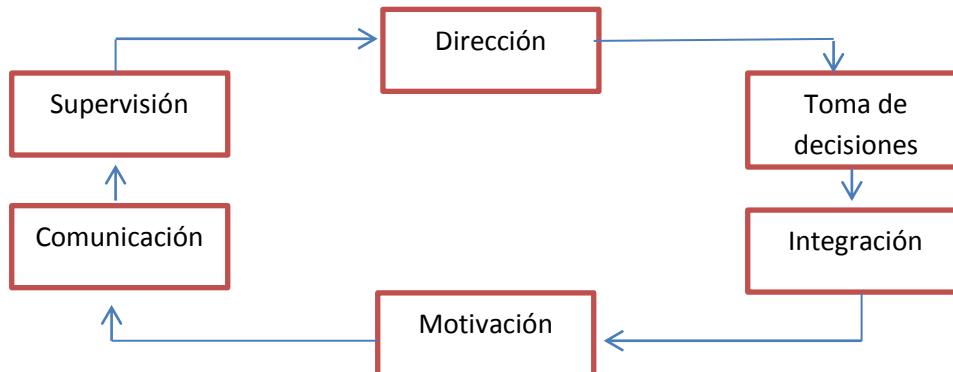 Dirección
Supervisión
Toma de
decisiones
Comunicación
Integración
Motivación